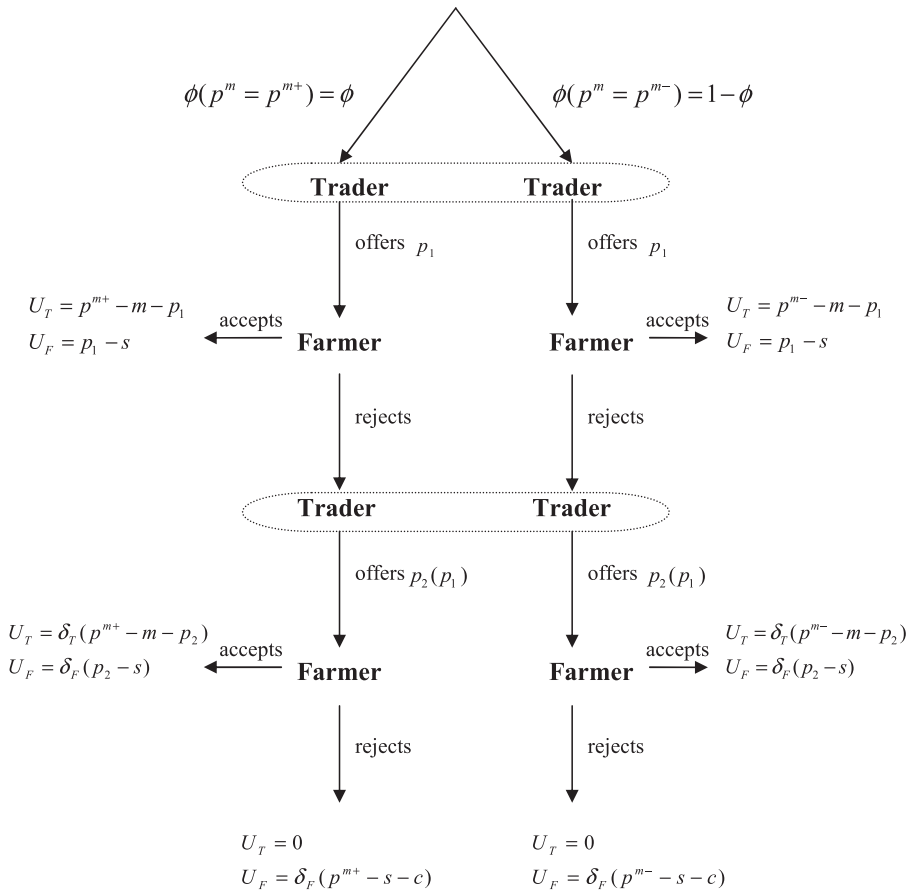 ϕ(p^m = p^{m+}) = ϕ ϕ(p^m = p^{m−}) = 1−ϕ
Trader Trader
offers p_1 offers p_1
U_T = p^{m+} − m − p_1 U_T = p^{m−} − m − p_1
accepts accepts
U_F = p_1 − s Farmer Farmer U_F = p_1 − s
rejects rejects
Trader Trader
offers p_2(p_1) offers p_2(p_1)
U_T = δ_T(p^{m+} − m − p_2) U_T = δ_T(p^{m−} − m − p_2)
accepts accepts
U_F = δ_F(p_2 − s) Farmer Farmer U_F = δ_F(p_2 − s)
rejects rejects
U_T = 0 U_T = 0
U_F = δ_F(p^{m+} − s − c) U_F = δ_F(p^{m−} − s − c)